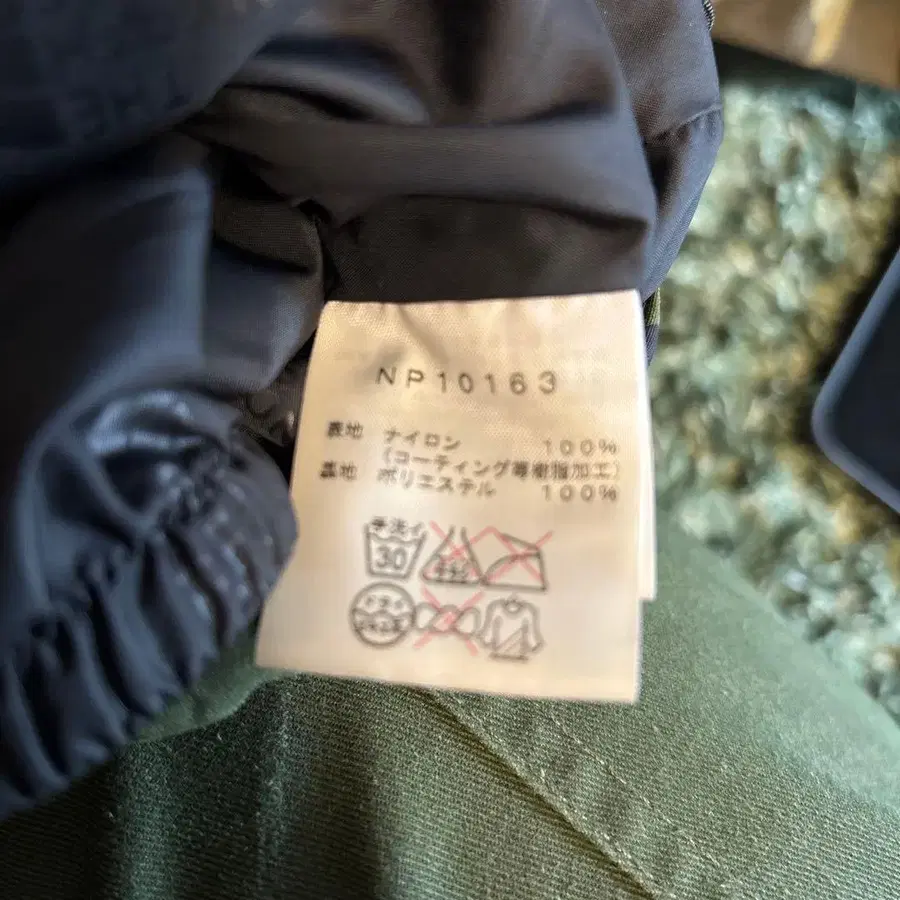 NP10163
表地 ナイロン 100%
(コーティング等樹脂加工)
裏地 ポリエステル 100%
手洗イ
30